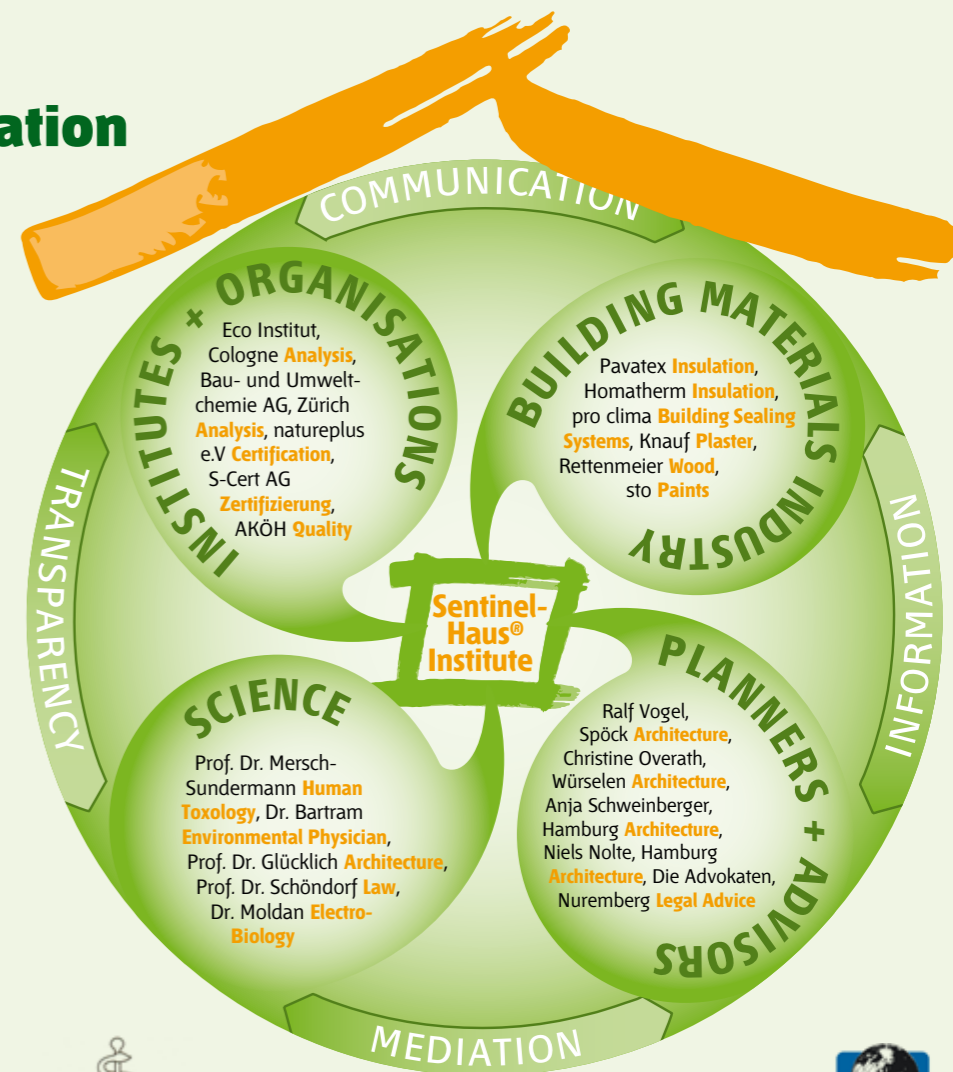 ation
COMMUNICATION
INSTITUTES + ORGANISATIONS
Eco Institut,
Cologne Analysis,
Bau- und Umwelt-
chemie AG, Zürich
Analysis, natureplus
e.V Certification,
S-Cert AG
Zertifizierung,
AKÖH Quality
BUILDING MATERIALS INDUSTRY
Pavatex Insulation,
Homatherm Insulation,
pro clima Building Sealing
Systems, Knauf Plaster,
Rettenmeier Wood,
sto Paints
TRANSPARENCY
INFORMATION
Sentinel-
Haus®
Institute
SCIENCE
Prof. Dr. Mersch-
Sundermann Human
Toxology, Dr. Bartram
Environmental Physician,
Prof. Dr. Glücklich Architecture,
Prof. Dr. Schöndorf Law,
Dr. Moldan Electro-
Biology
PLANNERS + ADVISORS
Ralf Vogel,
Spöck Architecture,
Christine Overath,
Würselen Architecture,
Anja Schweinberger,
Hamburg Architecture,
Niels Nolte, Hamburg
Architecture, Die Advokaten,
Nuremberg Legal Advice
MEDIATION